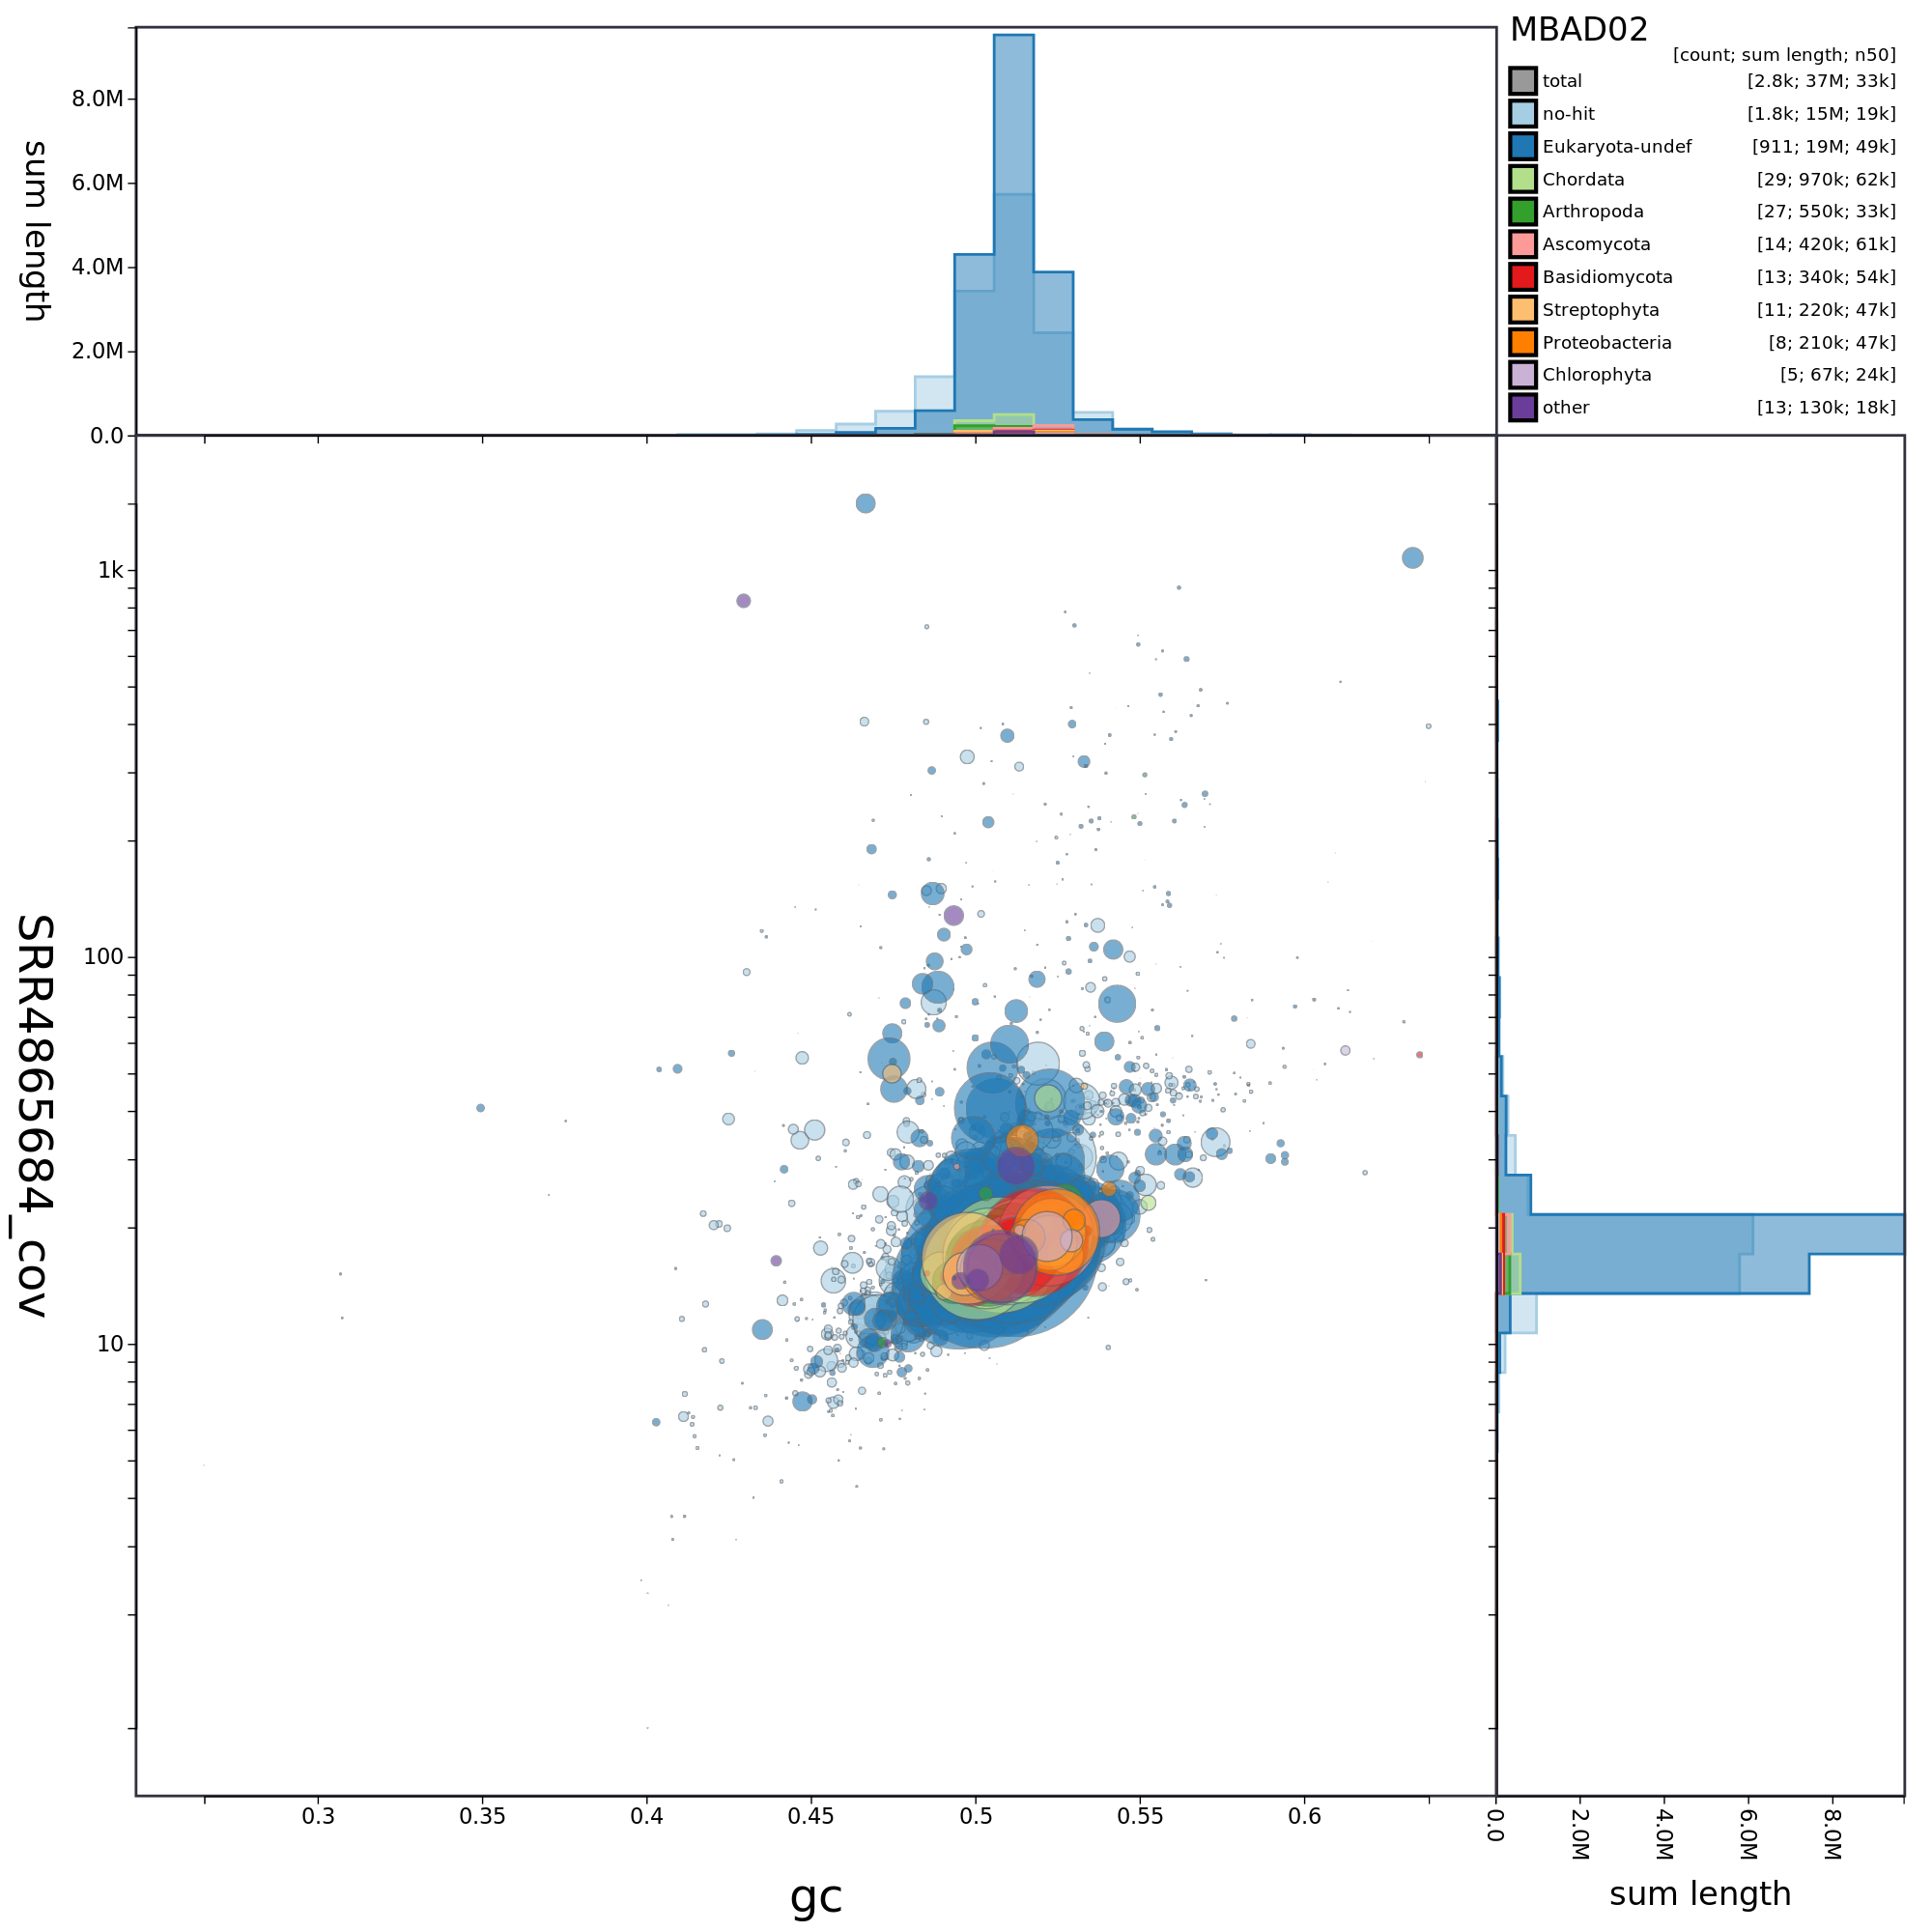 MBAD02
[count; sum length; n50]
total [2.8k; 37M; 33k]
no-hit [1.8k; 15M; 19k]
Eukaryota-undef [911; 19M; 49k]
Chordata [29; 970k; 62k]
Arthropoda [27; 550k; 33k]
Ascomycota [14; 420k; 61k]
Basidiomycota [13; 340k; 54k]
Streptophyta [11; 220k; 47k]
Proteobacteria [8; 210k; 47k]
Chlorophyta [5; 67k; 24k]
other [13; 130k; 18k]
sum length
8.0M
6.0M
4.0M
2.0M
0.0
SRR4865684_cov
1k
100
10
0.3 0.35 0.4 0.45 0.5 0.55 0.6
gc
0.0 2.0M 4.0M 6.0M 8.0M
sum length